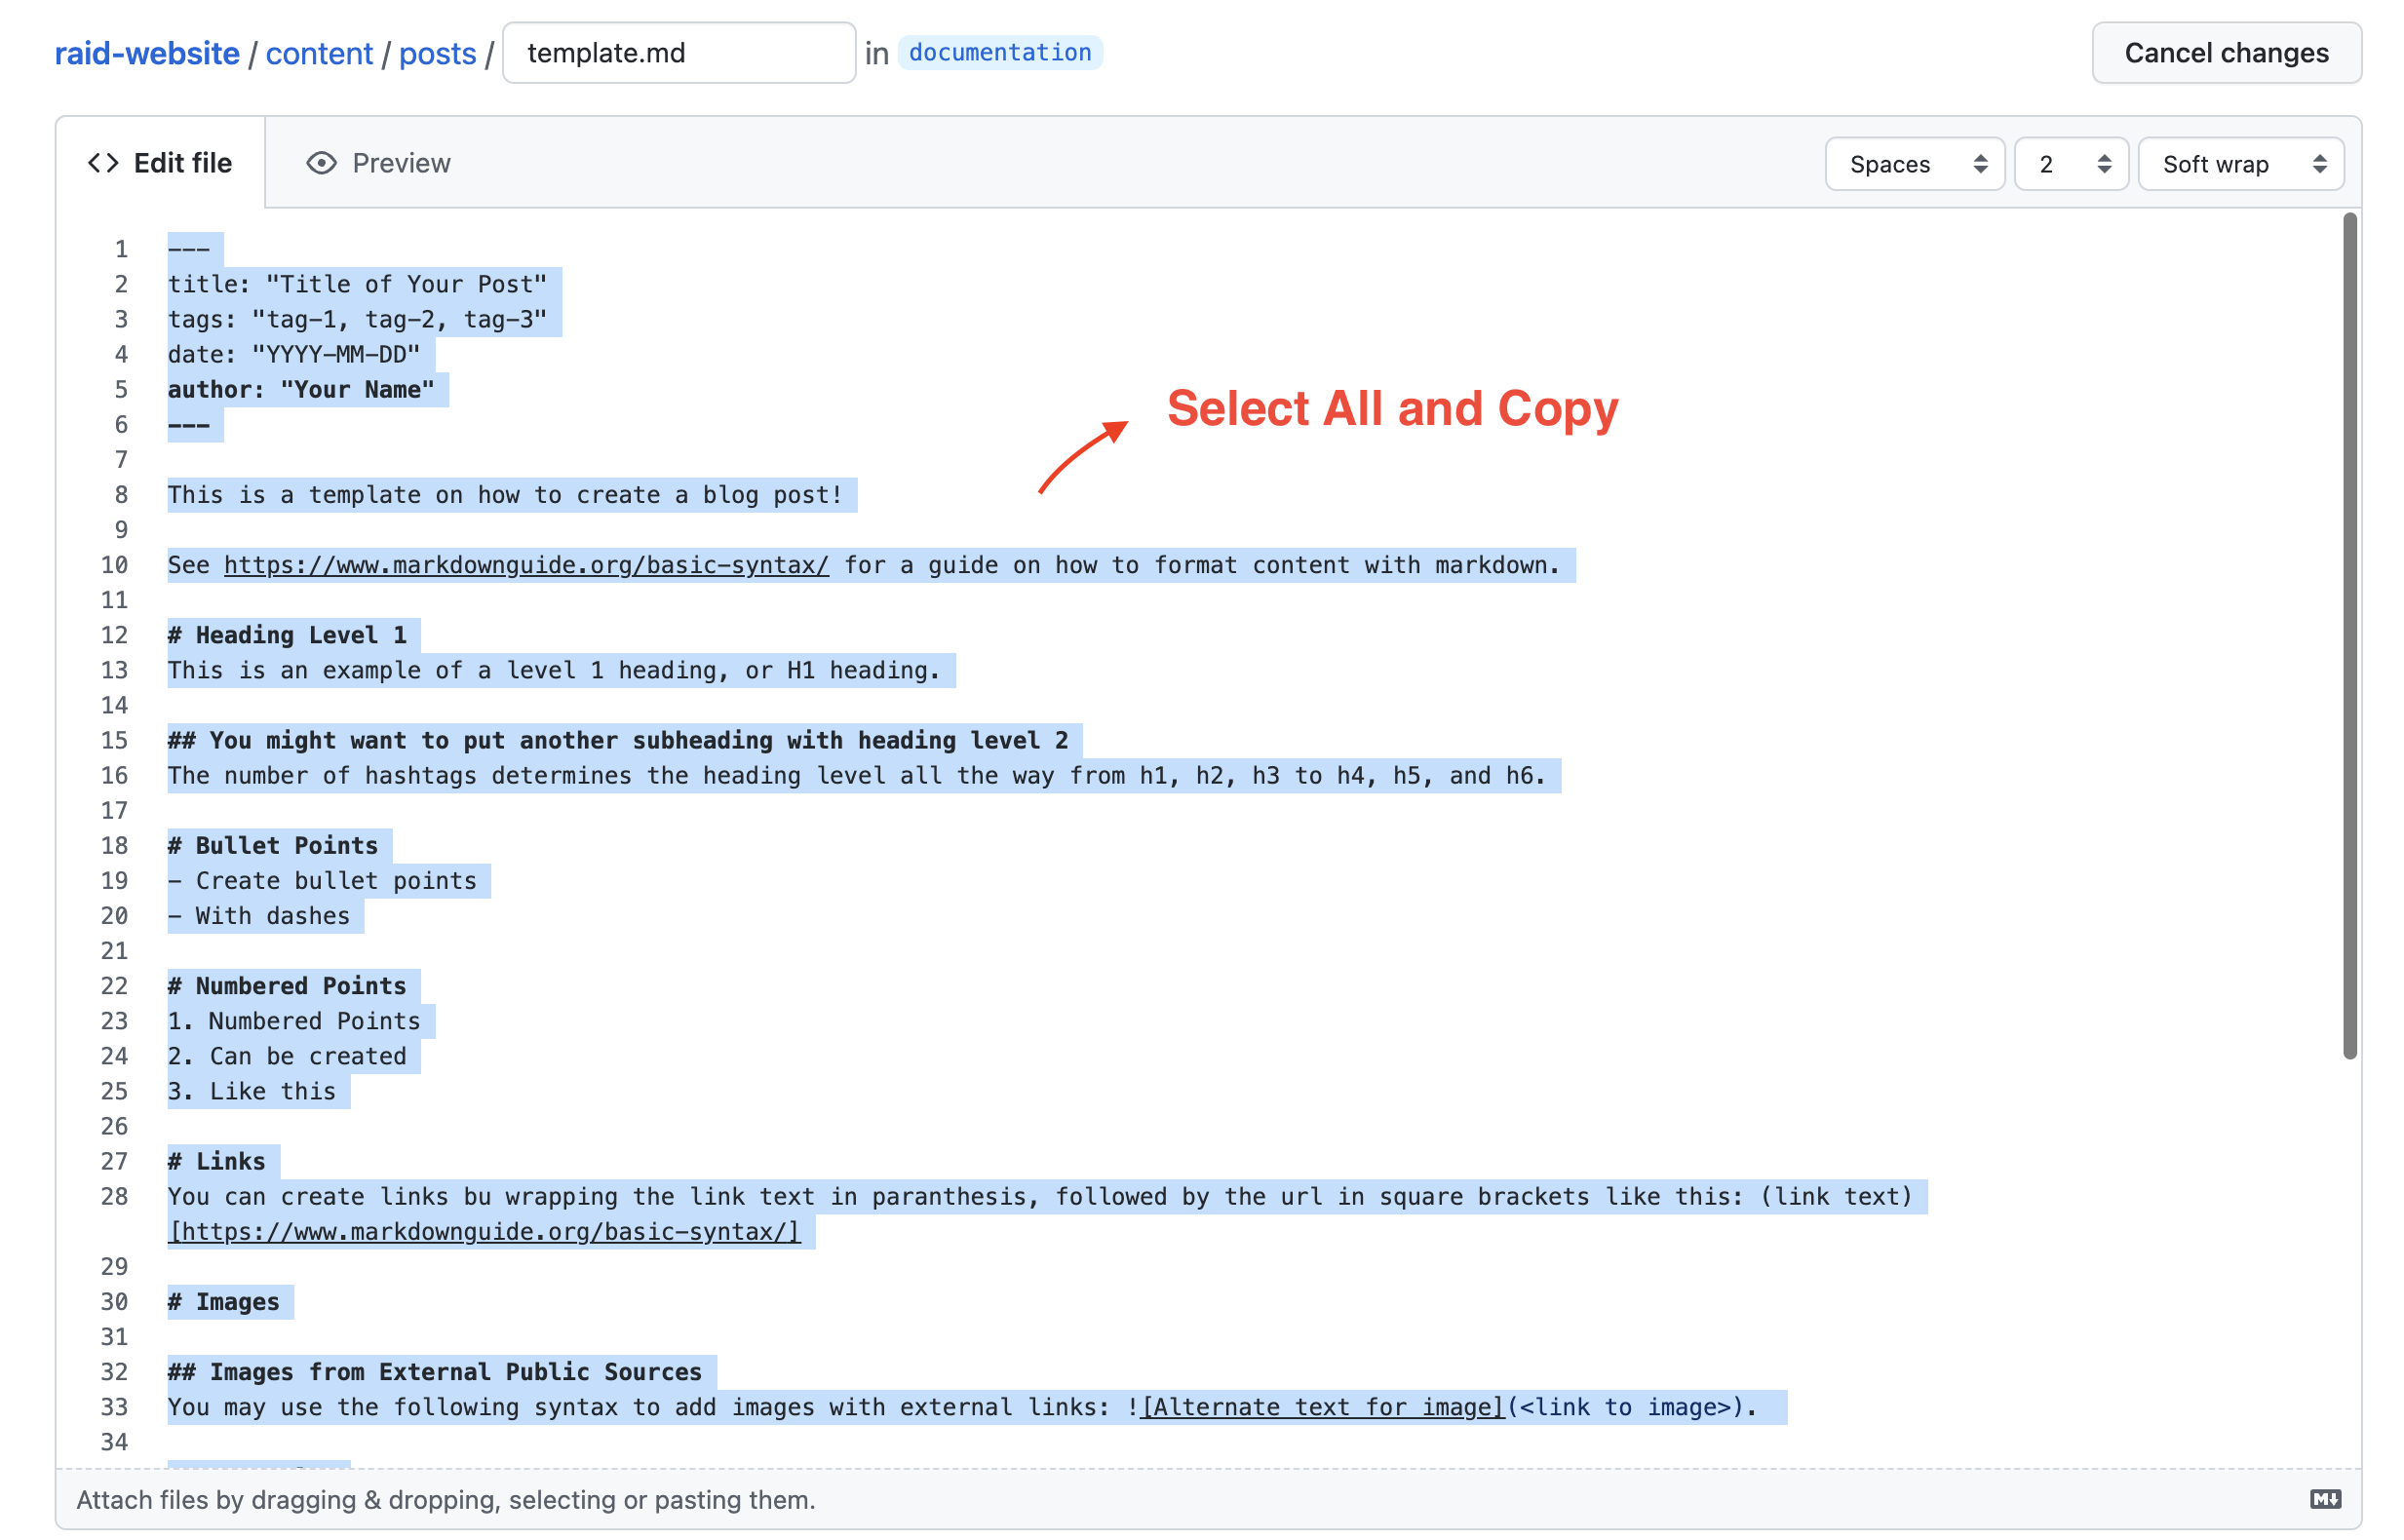 raid-website / content / posts / template.md in documentation
Cancel changes
Edit file
Preview
Spaces
2
Soft wrap
1 ---
2 title: "Title of Your Post"
3 tags: "tag-1, tag-2, tag-3"
4 date: "YYYY-MM-DD"
5 author: "Your Name"
6 ---
Select All and Copy
7
8 This is a template on how to create a blog post!
9
10 See https://www.markdownguide.org/basic-syntax/ for a guide on how to format content with markdown.
11
12 # Heading Level 1
13 This is an example of a level 1 heading, or H1 heading.
14
15 ## You might want to put another subheading with heading level 2
16 The number of hashtags determines the heading level all the way from h1, h2, h3 to h4, h5, and h6.
17
18 # Bullet Points
19 - Create bullet points
20 - With dashes
21
22 # Numbered Points
23 1. Numbered Points
24 2. Can be created
25 3. Like this
26
27 # Links
28 You can create links bu wrapping the link text in paranthesis, followed by the url in square brackets like this: (link text)
[https://www.markdownguide.org/basic-syntax/]
29
30 # Images
31
32 ## Images from External Public Sources
33 You may use the following syntax to add images with external links: ![Alternate text for image](<link to image>).
34
Attach files by dragging & dropping, selecting or pasting them.
M